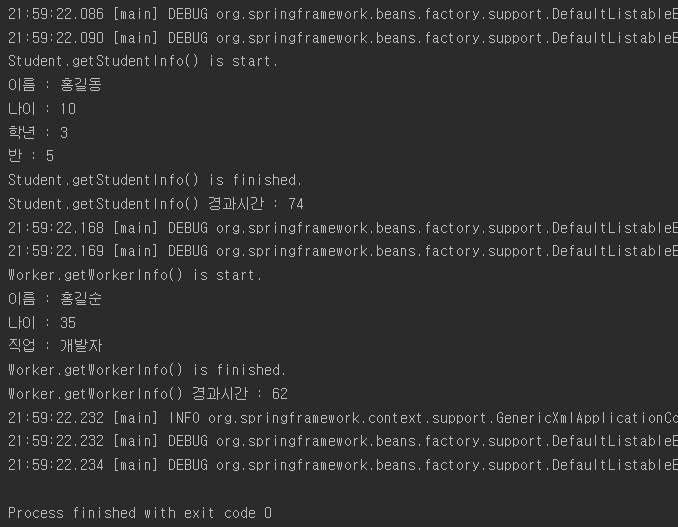 21:59:22.086 [main] DEBUG org.springframework.beans.factory.support.DefaultListableB
21:59:22.090 [main] DEBUG org.springframework.beans.factory.support.DefaultListableB
Student.getStudentInfo() is start.
이름 : 홍길동
나이 : 10
학년 : 3
반 : 5
Student.getStudentInfo() is finished.
Student.getStudentInfo() 경과시간 : 74
21:59:22.168 [main] DEBUG org.springframework.beans.factory.support.DefaultListableB
21:59:22.169 [main] DEBUG org.springframework.beans.factory.support.DefaultListableB
Worker.getWorkerInfo() is start.
이름 : 홍길순
나이 : 35
직업 : 개발자
Worker.getWorkerInfo() is finished.
Worker.getWorkerInfo() 경과시간 : 62
21:59:22.232 [main] INFO org.springframework.context.support.GenericXmlApplicationCo
21:59:22.232 [main] DEBUG org.springframework.beans.factory.support.DefaultListableB
21:59:22.234 [main] DEBUG org.springframework.beans.factory.support.DefaultListableB
Process finished with exit code 0